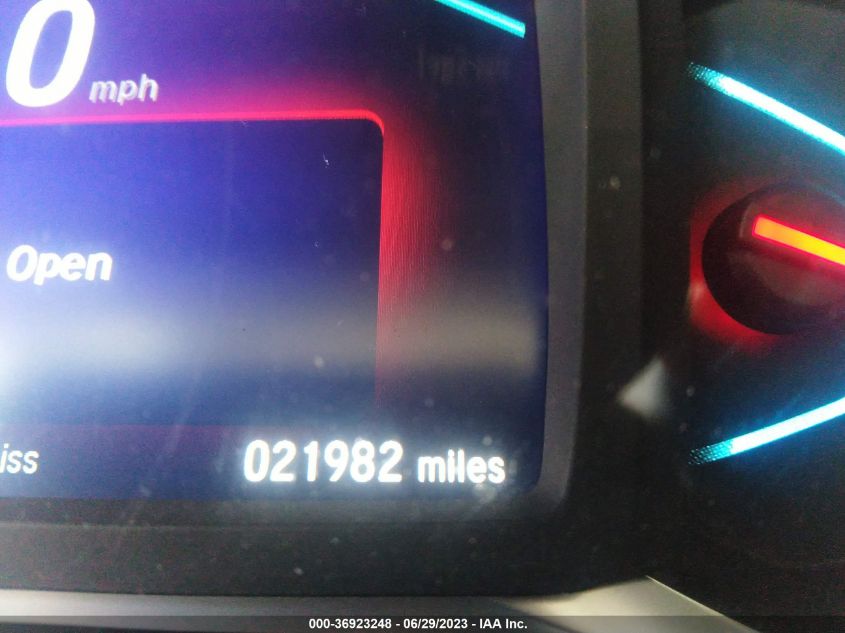 0 mph
Open
iss 021982 miles
000-36923248 - 06/29/2023 - IAA Inc.